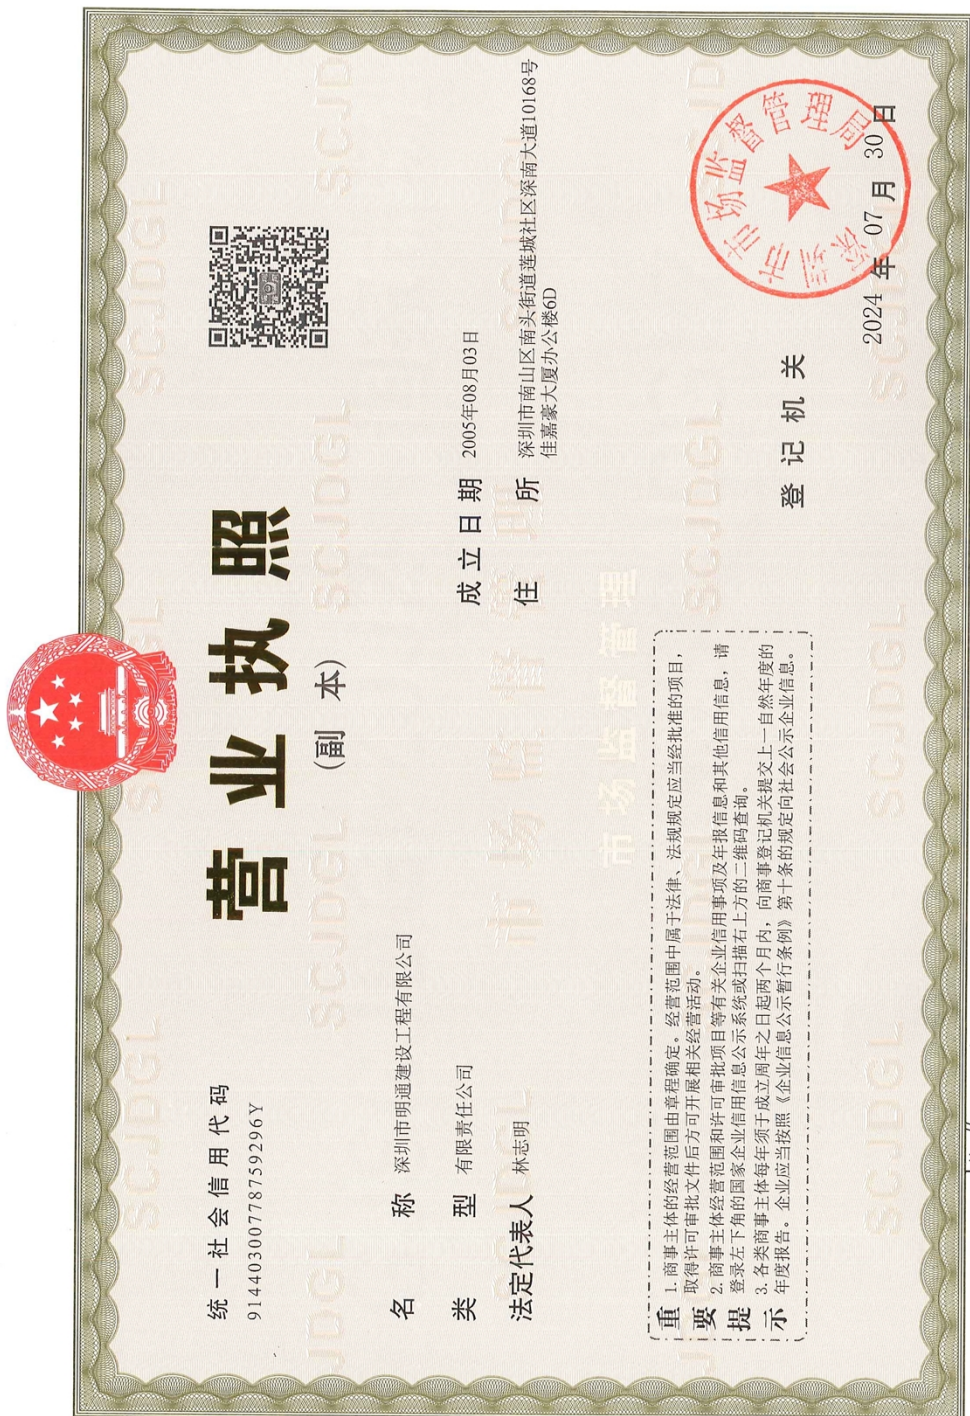 营业执照
(副 本)
统一社会信用代码
91440300778759296Y
名称 深圳市明通建设工程有限公司
类型 有限责任公司
法定代表人 林志明
成立日期 2005年08月03日
住所 深圳市南山区南头街道莲城社区深南大道10168号
佳嘉豪大厦办公楼6D
重要提示
1. 商事主体的经营范围由章程确定。经营范围中属于法律、法规规定应当经批准的项目,
取得许可审批文件后方可开展相关经营活动。
2. 商事主体经营范围和许可审批项目等有关企业信用事项及年报信息和其他信用信息,请
登录左下角的国家企业信用信息公示系统或扫描右上方的二维码查询。
3. 各类商事主体每年须于成立周年之日起两个月内,向商事登记机关提交上一自然年度的
年度报告。企业应当按照《企业信息公示暂行条例》第十条的规定向社会公示企业信息。
登记机关
深圳市市场监督管理局
2024 年 07 月 30 日
市场监督管理
SCJDGL